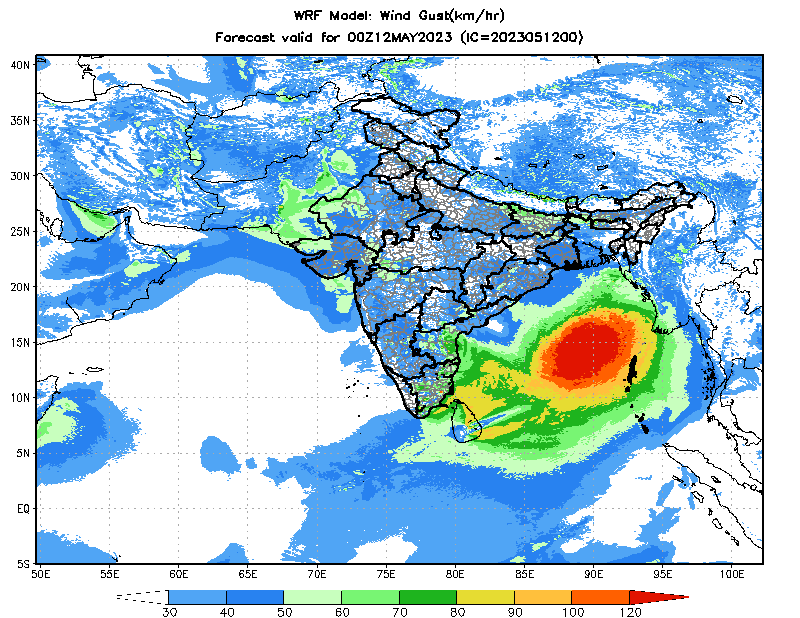 WRF Model: Wind Gust(km/hr)
Forecast valid for 00Z12MAY2023 (IC=2023051200)
40N
35N
30N
25N
20N
15N
10N
5N
EQ
5S
50E 55E 60E 65E 70E 75E 80E 85E 90E 95E 100E
30 40 50 60 70 80 90 100 120